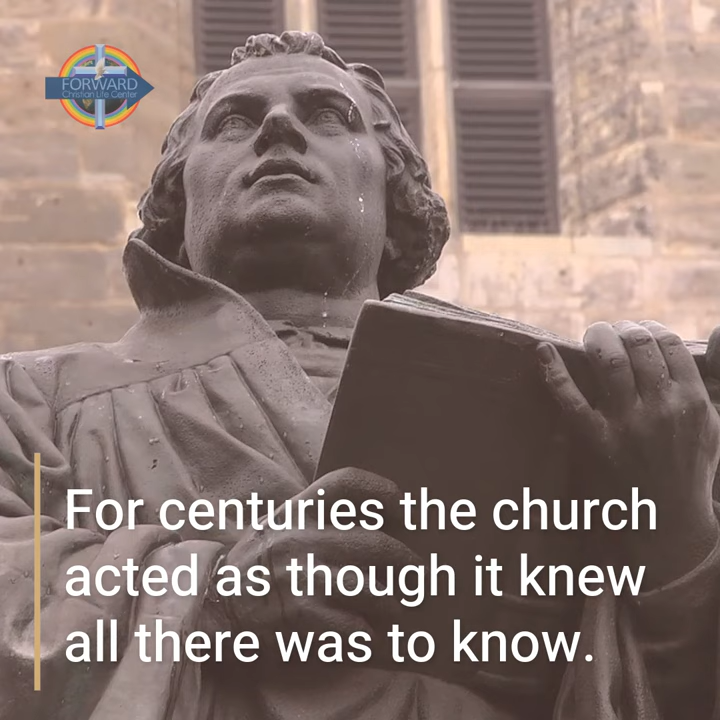 FORWARD
Christian Life Center
For centuries the church
acted as though it knew
all there was to know.